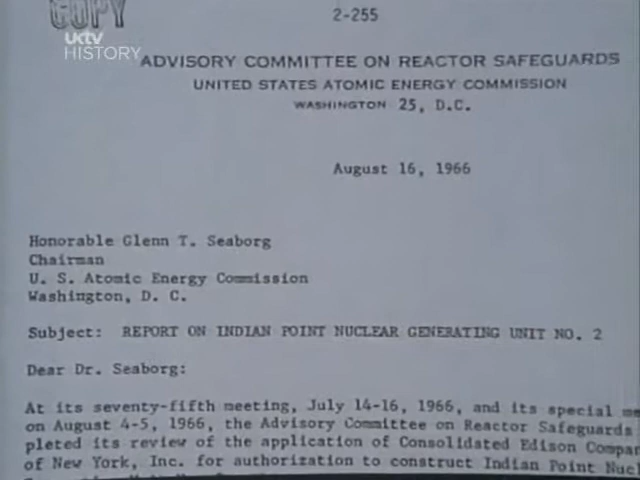 COPY
2-255
uktv
HISTORY
ADVISORY COMMITTEE ON REACTOR SAFEGUARDS
UNITED STATES ATOMIC ENERGY COMMISSION
WASHINGTON 25, D.C.
August 16, 1966
Honorable Glenn T. Seaborg
Chairman
U. S. Atomic Energy Commission
Washington, D. C.
Subject: REPORT ON INDIAN POINT NUCLEAR GENERATING UNIT NO. 2
Dear Dr. Seaborg:
At its seventy-fifth meeting, July 14-16, 1966, and its special me
on August 4-5, 1966, the Advisory Committee on Reactor Safeguards
pleted its review of the application of Consolidated Edison Compan
of New York, Inc. for authorization to construct Indian Point Nucl